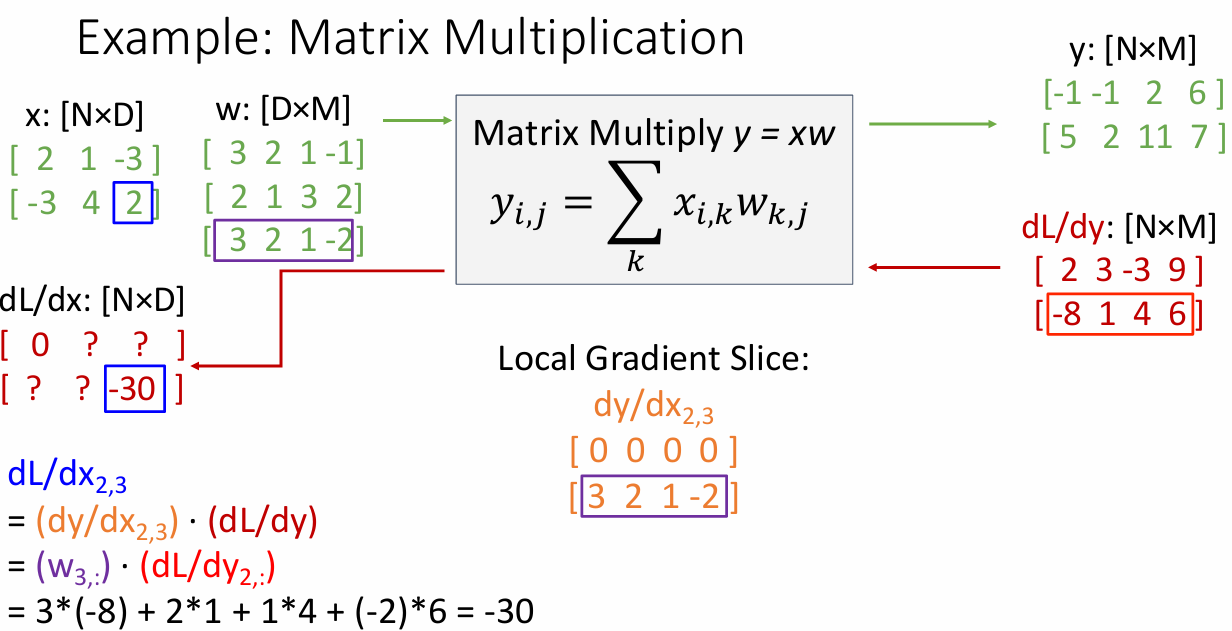 Example: Matrix Multiplication
x: [N×D]
[ 2 1 -3 ]
[ -3 4 2 ]
w: [D×M]
[ 3 2 1 -1]
[ 2 1 3 2]
[ 3 2 1 -2]
Matrix Multiply y = xw
y_{i,j} = ∑_k x_{i,k}w_{k,j}
y: [N×M]
[-1 -1 2 6 ]
[ 5 2 11 7 ]
dL/dy: [N×M]
[ 2 3 -3 9 ]
[ -8 1 4 6 ]
dL/dx: [N×D]
[ 0 ? ? ]
[ ? ? -30 ]
Local Gradient Slice:
dy/dx_{2,3}
[ 0 0 0 0 ]
[ 3 2 1 -2 ]
dL/dx_{2,3}
= (dy/dx_{2,3}) · (dL/dy)
= (w_{3,:}) · (dL/dy_{2,:})
= 3*(-8) + 2*1 + 1*4 + (-2)*6 = -30